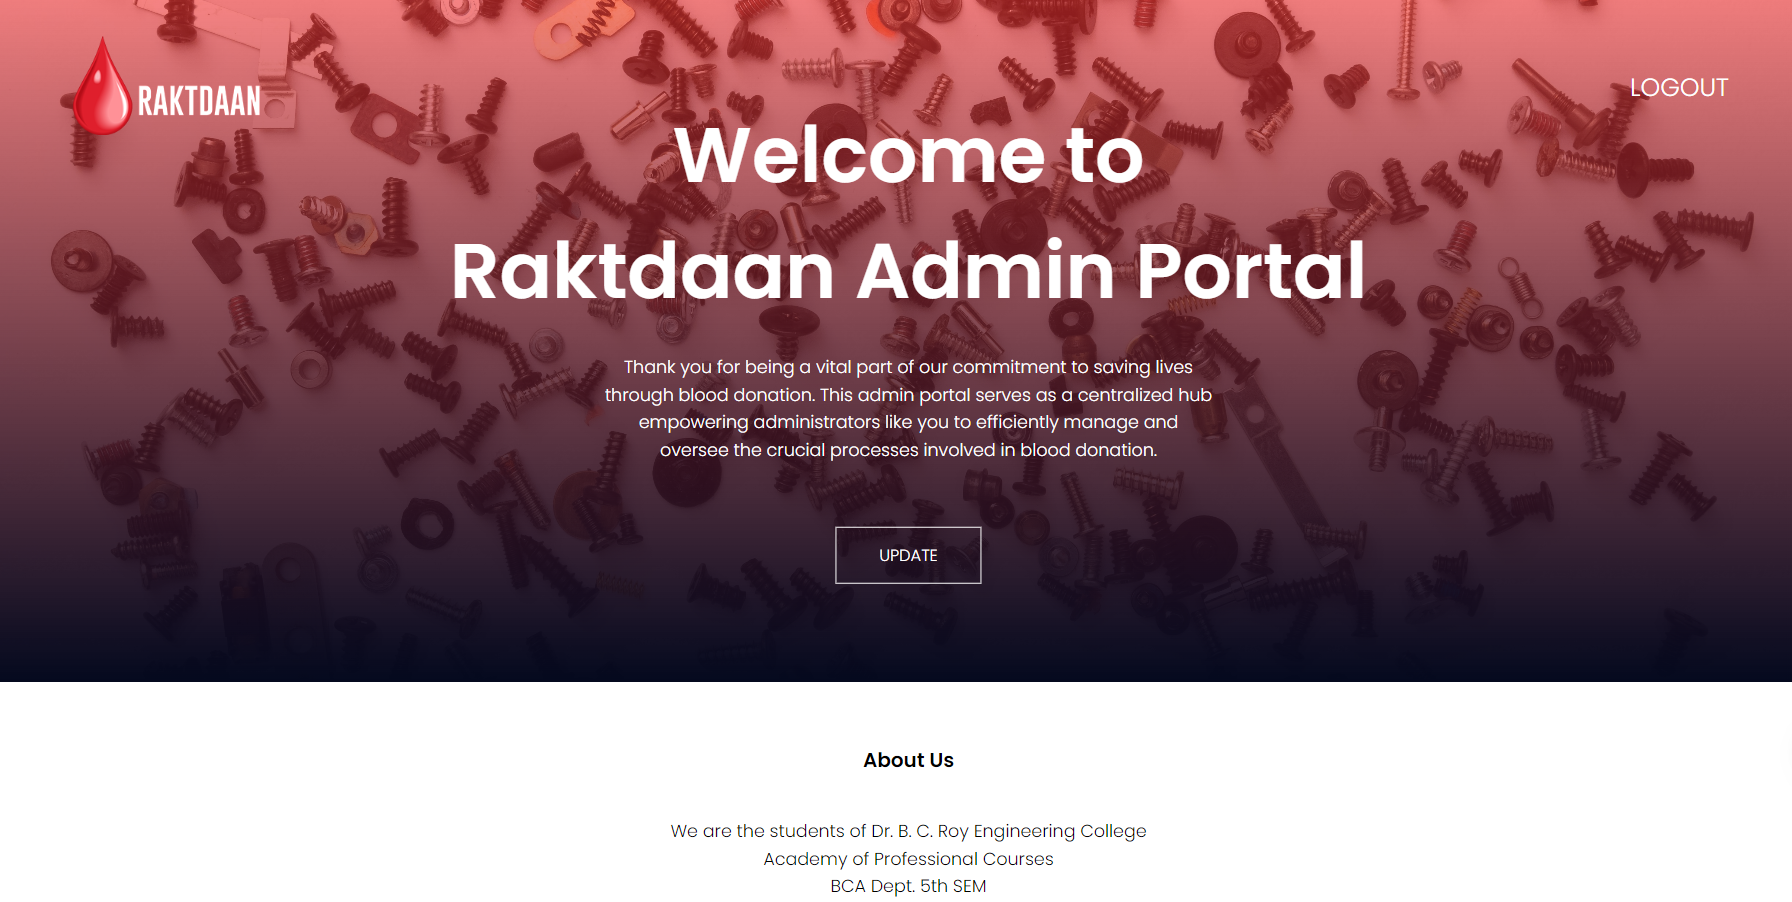 RAKTDAAN
LOGOUT
Welcome to
Raktdaan Admin Portal
Thank you for being a vital part of our commitment to saving lives
through blood donation. This admin portal serves as a centralized hub
empowering administrators like you to efficiently manage and
oversee the crucial processes involved in blood donation.
UPDATE
About Us
We are the students of Dr. B. C. Roy Engineering College
Academy of Professional Courses
BCA Dept. 5th SEM